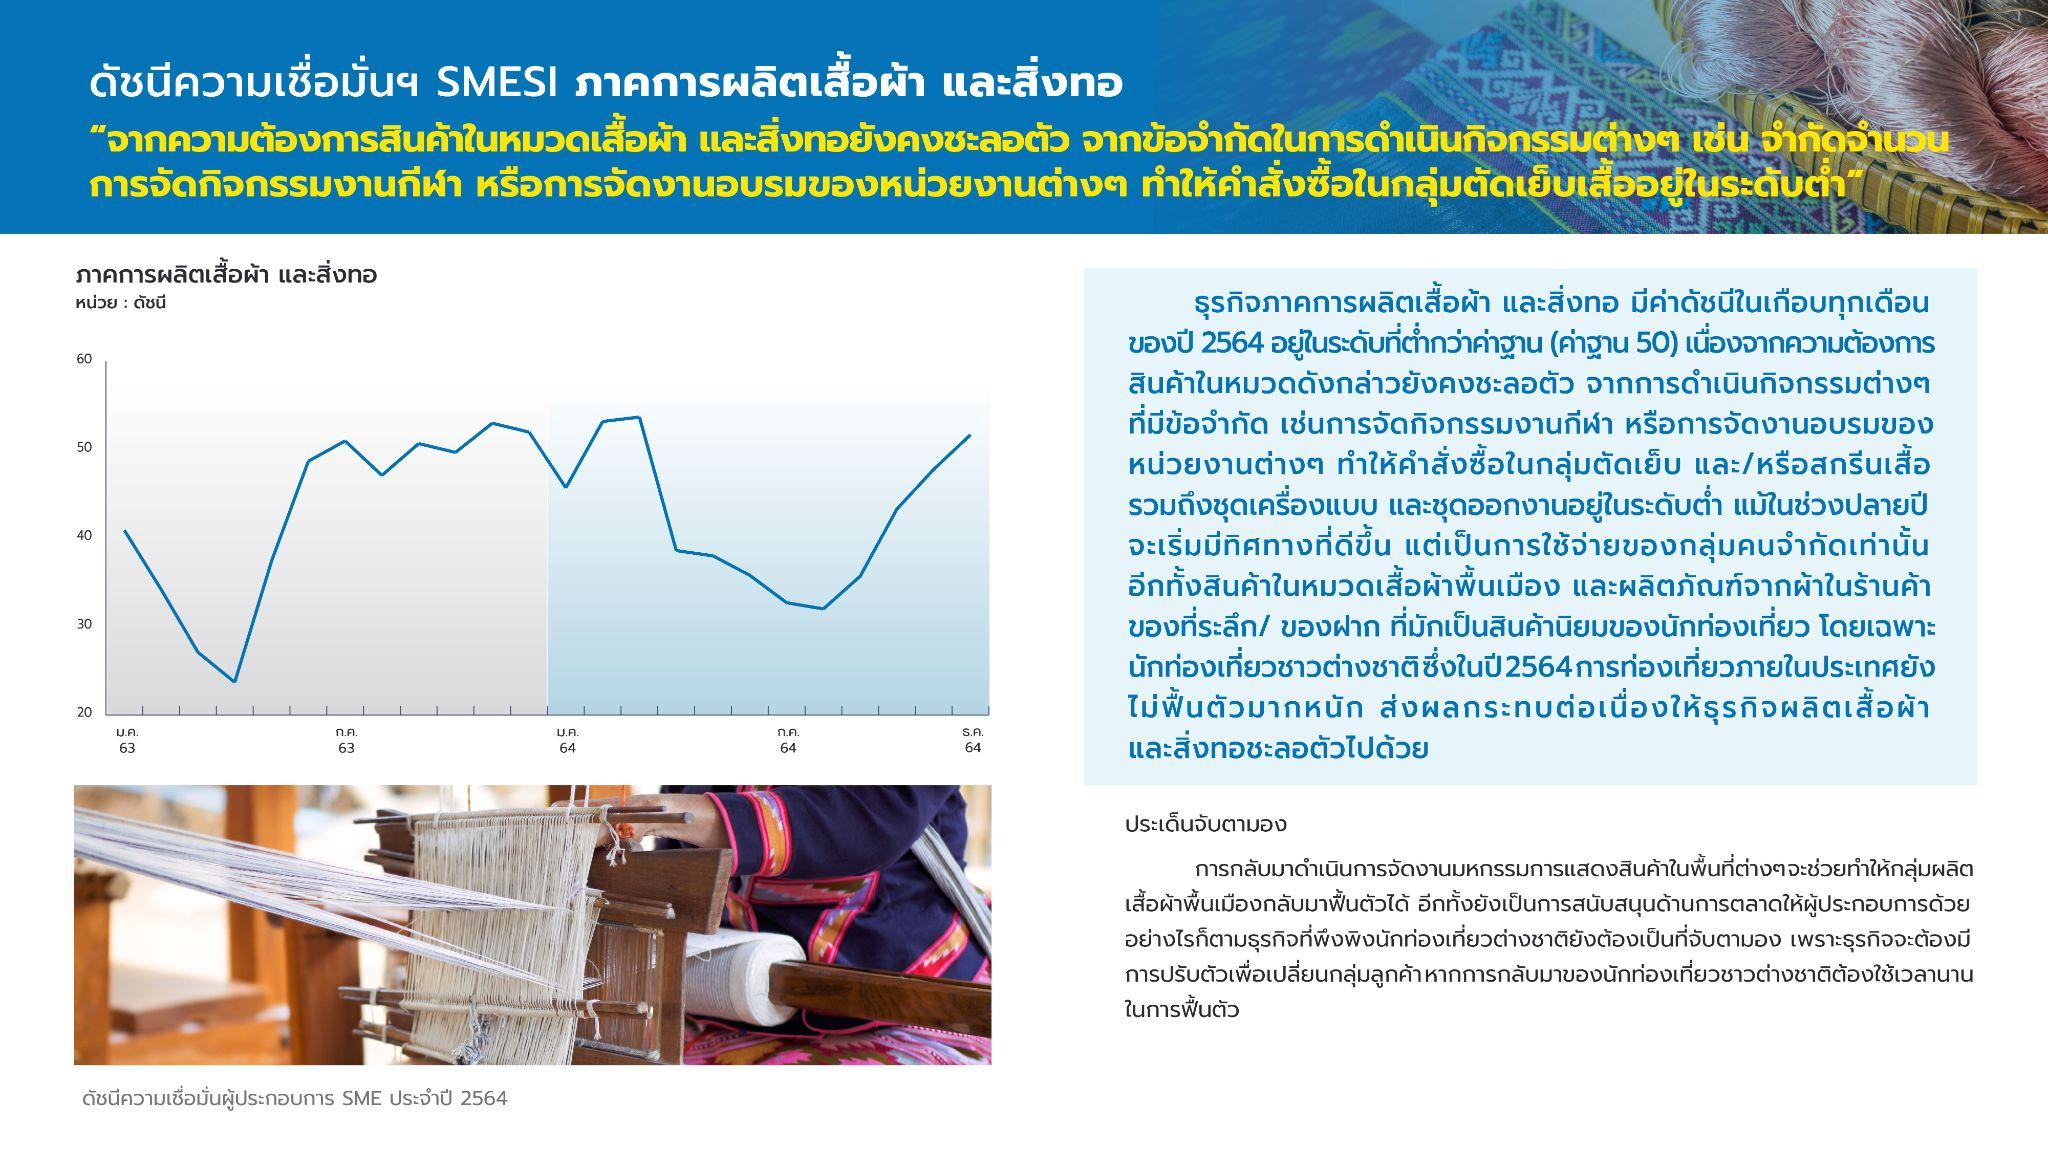 ดัชนีความเชื่อมั่นฯ SMESI ภาคการผลิตเสื้อผ้า และสิ่งทอ
“จากความต้องการสินค้าในหมวดเสื้อผ้า และสิ่งทอยังคงชะลอตัว จากข้อจำกัดในการดำเนินกิจกรรมต่างๆ เช่น จำกัดจำนวน
การจัดกิจกรรมงานกีฬา หรือการจัดงานอบรมของหน่วยงานต่างๆ ทำให้คำสั่งซื้อในกลุ่มตัดเย็บเสื้ออยู่ในระดับต่ำ”
ภาคการผลิตเสื้อผ้า และสิ่งทอ
หน่วย : ดัชนี
60
50
40
30
20
ม.ค. ก.ค. ม.ค. ก.ค. ธ.ค.
63 63 64 64 64
ธุรกิจภาคการผลิตเสื้อผ้า และสิ่งทอ มีค่าดัชนีในเกือบทุกเดือน
ของปี 2564 อยู่ในระดับที่ต่ำกว่าค่าฐาน (ค่าฐาน 50) เนื่องจากความต้องการ
สินค้าในหมวดดังกล่าวยังคงชะลอตัว จากการดำเนินกิจกรรมต่างๆ
ที่มีข้อจำกัด เช่นการจัดกิจกรรมงานกีฬา หรือการจัดงานอบรมของ
หน่วยงานต่างๆ ทำให้คำสั่งซื้อในกลุ่มตัดเย็บ และ/หรือสกรีนเสื้อ
รวมถึงชุดเครื่องแบบ และชุดออกงานอยู่ในระดับต่ำ แม้ในช่วงปลายปี
จะเริ่มมีทิศทางที่ดีขึ้น แต่เป็นการใช้จ่ายของกลุ่มคนจำกัดเท่านั้น
อีกทั้งสินค้าในหมวดเสื้อผ้าพื้นเมือง และผลิตภัณฑ์จากผ้าในร้านค้า
ของที่ระลึก/ ของฝาก ที่มักเป็นสินค้านิยมของนักท่องเที่ยว โดยเฉพาะ
นักท่องเที่ยวชาวต่างชาติ ซึ่งในปี 2564 การท่องเที่ยวภายในประเทศยัง
ไม่ฟื้นตัวมากหนัก ส่งผลกระทบต่อเนื่องให้ธุรกิจผลิตเสื้อผ้า
และสิ่งทอชะลอตัวไปด้วย
ประเด็นจับตามอง
การกลับมาดำเนินการจัดงานมหกรรมการแสดงสินค้าในพื้นที่ต่างๆจะช่วยทำให้กลุ่มผลิต
เสื้อผ้าพื้นเมืองกลับมาฟื้นตัวได้ อีกทั้งยังเป็นการสนับสนุนด้านการตลาดให้ผู้ประกอบการด้วย
อย่างไรก็ตามธุรกิจที่พึงพิงนักท่องเที่ยวต่างชาติยังต้องเป็นที่จับตามอง เพราะธุรกิจจะต้องมี
การปรับตัวเพื่อเปลี่ยนกลุ่มลูกค้า หากการกลับมาของนักท่องเที่ยวชาวต่างชาติต้องใช้เวลานาน
ในการฟื้นตัว
ดัชนีความเชื่อมั่นผู้ประกอบการ SME ประจำปี 2564